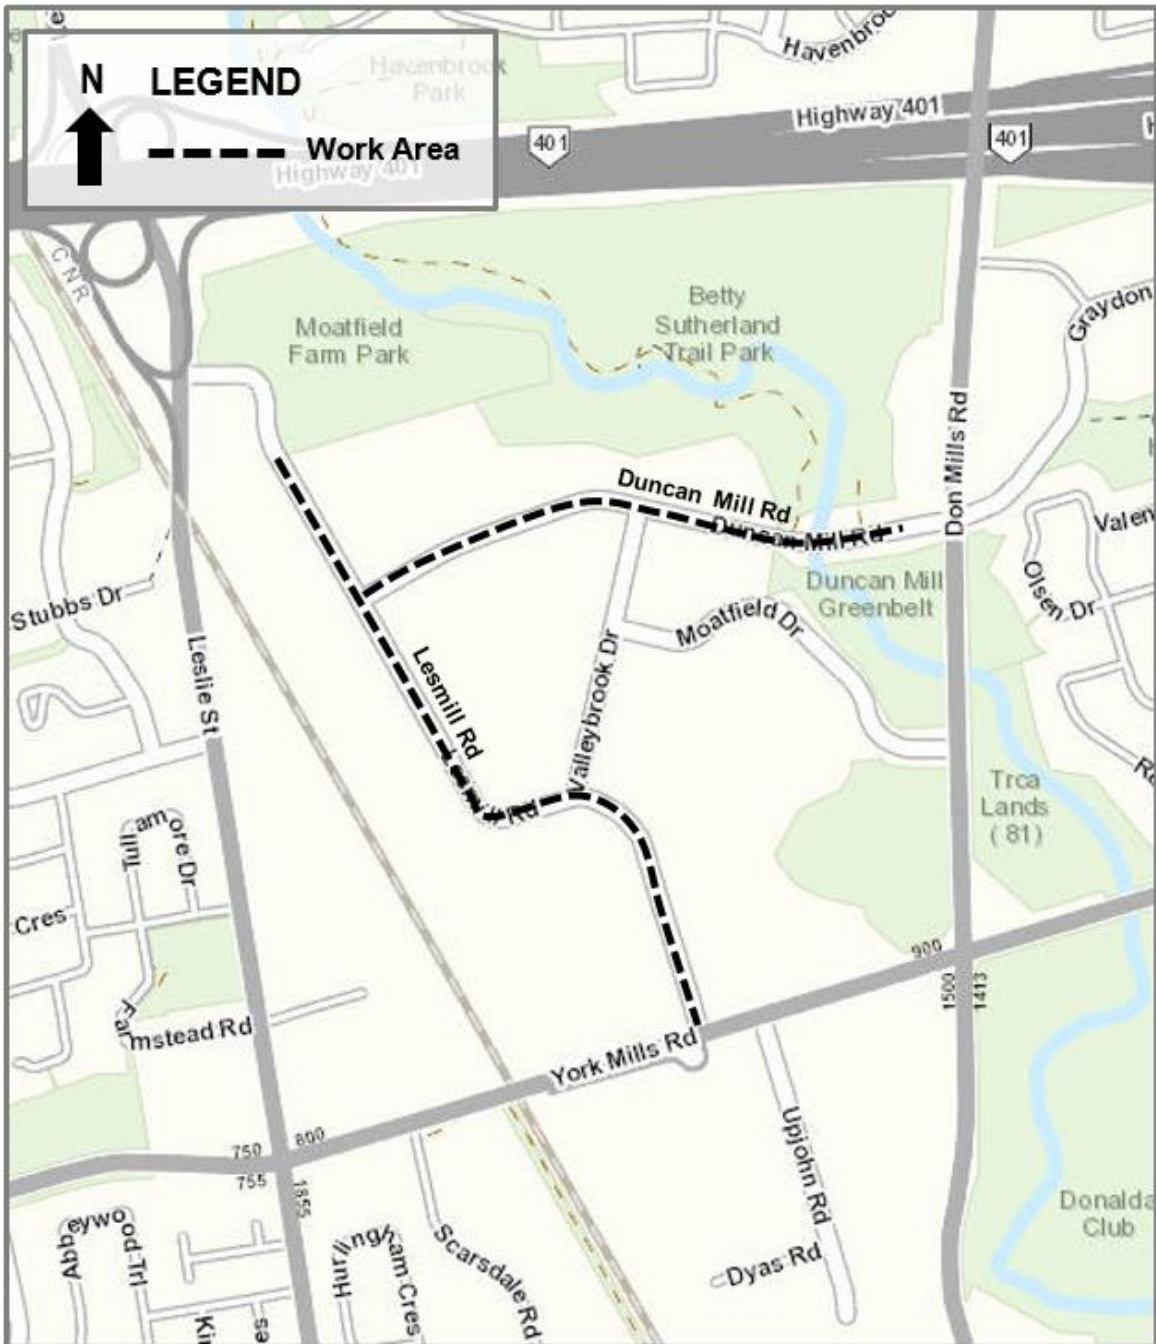 Havenbrook
Park
N LEGEND
Work Area
Highway 401
Highway 401
401
401
CNR
Moatfield
Farm Park
Betty
Sutherland
Trail Park
Graydon
Don Mills Rd
Duncan Mill Rd
Duncan Mill Rd
Valen
Olsen Dr
Duncan Mill
Greenbelt
Stubbs Dr
Moatfield Dr
Leslie St
Lesmill Rd
Valleybrook Dr
Rd
Trca
Lands
( 81)
Tullamore Dr
Cres
900
1500
1413
Farmstead Rd
York Mills Rd
750
800
755
1855
Upjohn Rd
Donalda
Club
Abbeywood Trl
Hurlingham Cres
Scarsdale Rd
Dyas Rd